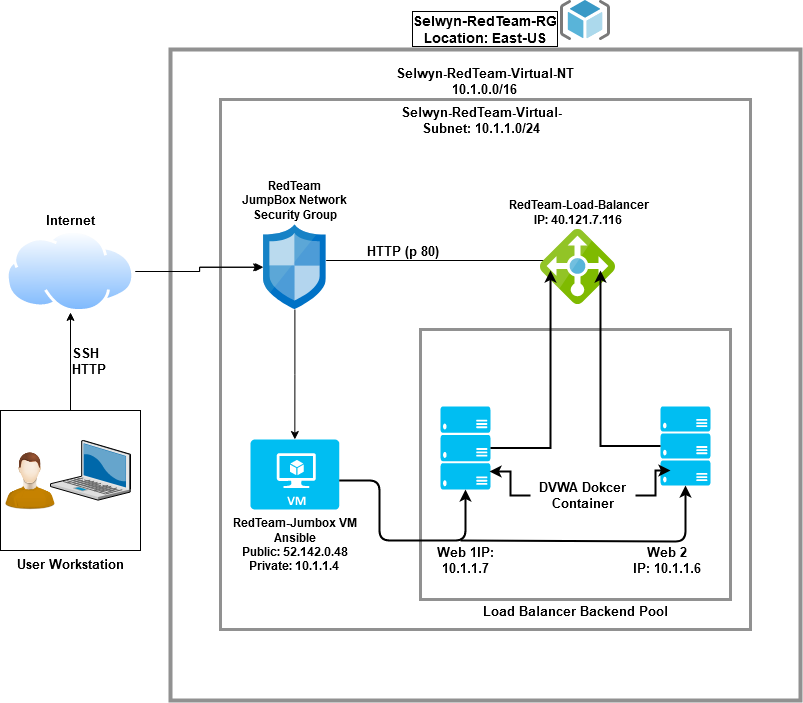 Selwyn-RedTeam-RG
Location: East-US
Selwyn-RedTeam-Virtual-NT
10.1.0.0/16
Selwyn-RedTeam-Virtual-
Subnet: 10.1.1.0/24
RedTeam
JumpBox Network
Security Group
RedTeam-Load-Balancer
IP: 40.121.7.116
Internet
HTTP (p 80)
SSH
HTTP
VM
DVWA Dokcer
Container
RedTeam-Jumbox VM
Ansible
Public: 52.142.0.48
Private: 10.1.1.4
Web 1IP:
10.1.1.7
Web 2
IP: 10.1.1.6
User Workstation
Load Balancer Backend Pool